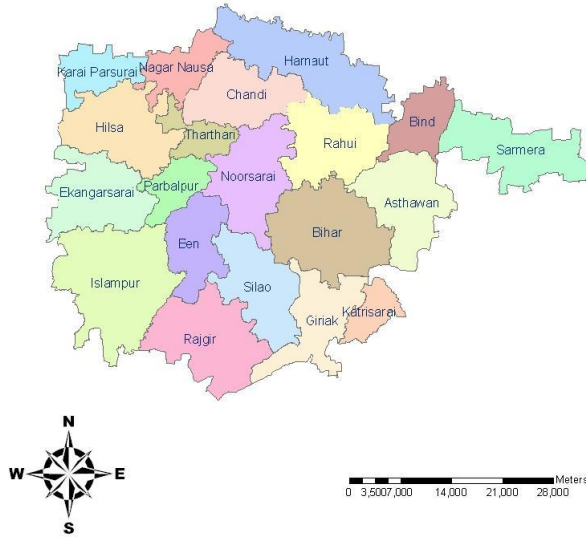 Harnaut
Karai Parsurai
Nagar Nausa
Chandi
Hilsa
Tharthari
Rahui
Bind
Sarmera
Ekangarsarai
Parbalpur
Noorsarai
Asthawan
Een
Bihar
Islampur
Silao
Giriak
Katrisarai
Rajgir
N
W E
S
Meters
0 3,5007,000 14,000 21,000 28,000